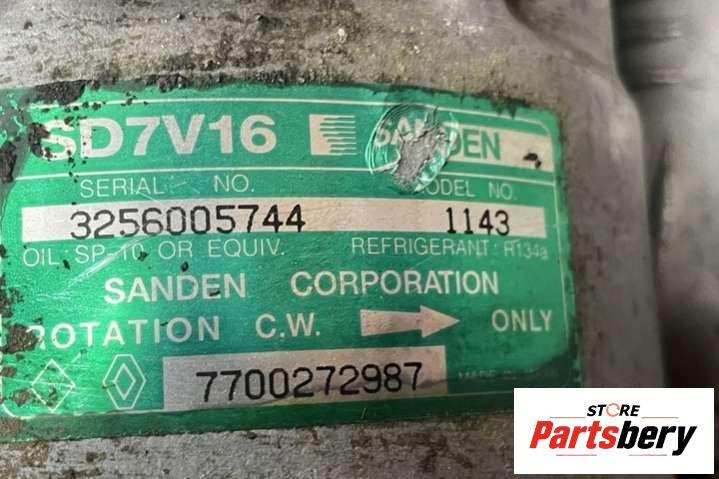 SD7V16 SANDEN
SERIAL NO. MODEL NO.
3256005744 1143
OIL : SP-10 OR EQUIV. REFRIGERANT : R134a
SANDEN CORPORATION
ROTATION C.W. ONLY
7700272987
STORE
Partsbery